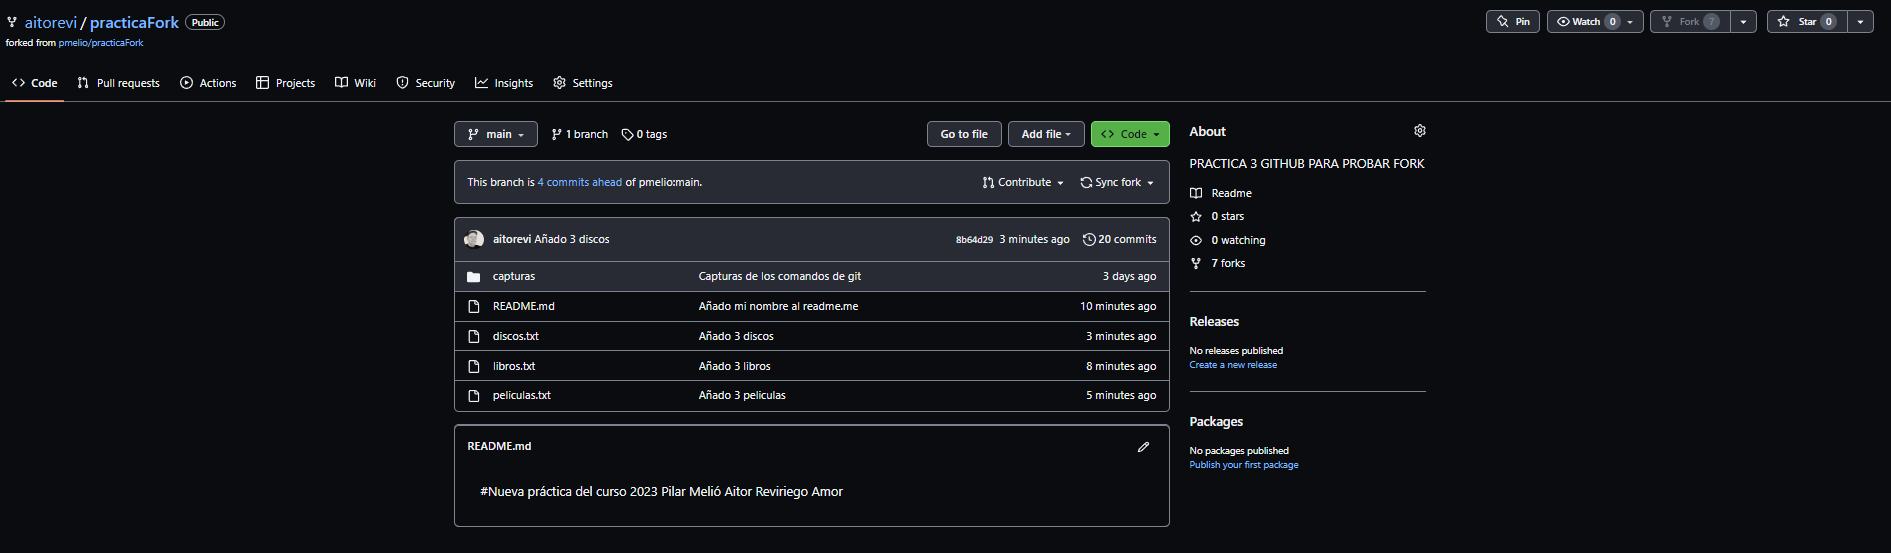 aitorevi / practicaFork Public
Pin Watch 0 Fork 7 Star 0
forked from pmelio/practicaFork
Code Pull requests Actions Projects Wiki Security Insights Settings
main 1 branch 0 tags Go to file Add file Code
This branch is 4 commits ahead of pmelio:main. Contribute Sync fork
aitorevi Añado 3 discos 8b64d29 3 minutes ago 20 commits
capturas Capturas de los comandos de git 3 days ago
README.md Añado mi nombre al readme.me 10 minutes ago
discos.txt Añado 3 discos 3 minutes ago
libros.txt Añado 3 libros 8 minutes ago
peliculas.txt Añado 3 peliculas 5 minutes ago
README.md
#Nueva práctica del curso 2023 Pilar Melió Aitor Reviriego Amor
About
PRACTICA 3 GITHUB PARA PROBAR FORK
Readme
0 stars
0 watching
7 forks
Releases
No releases published
Create a new release
Packages
No packages published
Publish your first package